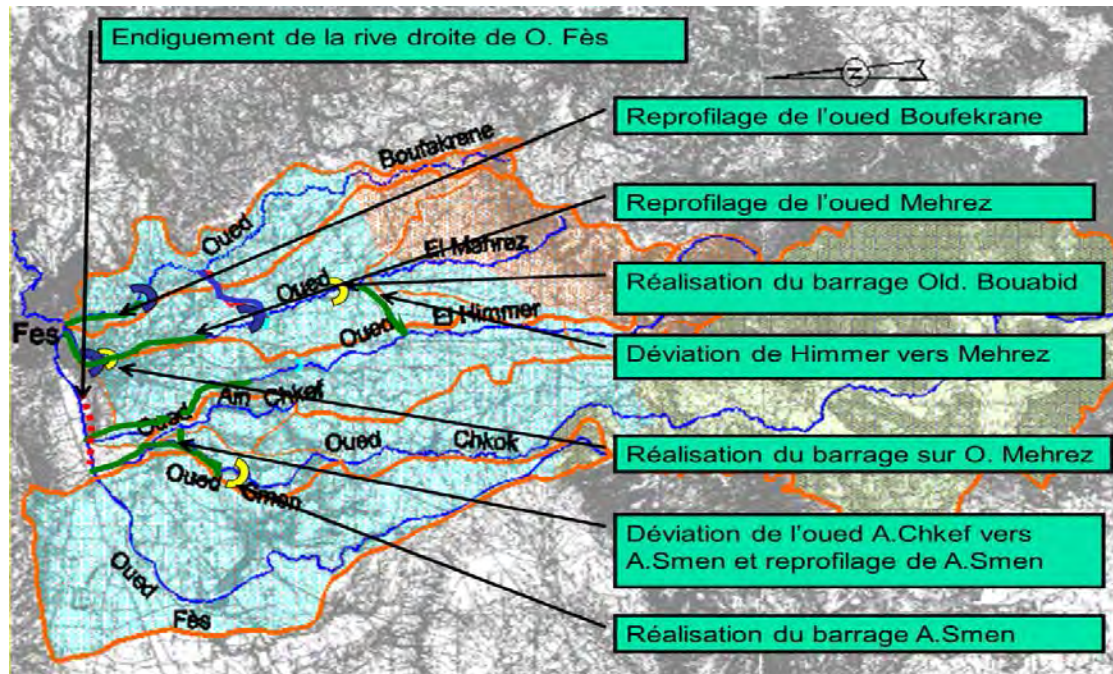 Endiguement de la rive droite de O. Fès
N
Reprofilage de l'oued Boufekrane
Boufakrane
Oued
Reprofilage de l'oued Mehrez
El Mahrez
Oued
Réalisation du barrage Old. Bouabid
El Himmer
Oued
Fes
Déviation de Himmer vers Mehrez
Ain Chkef
Oued
Oued Chkok
Réalisation du barrage sur O. Mehrez
Oued Smen
Déviation de l'oued A.Chkef vers
A.Smen et reprofilage de A.Smen
Oued
Fès
Réalisation du barrage A.Smen